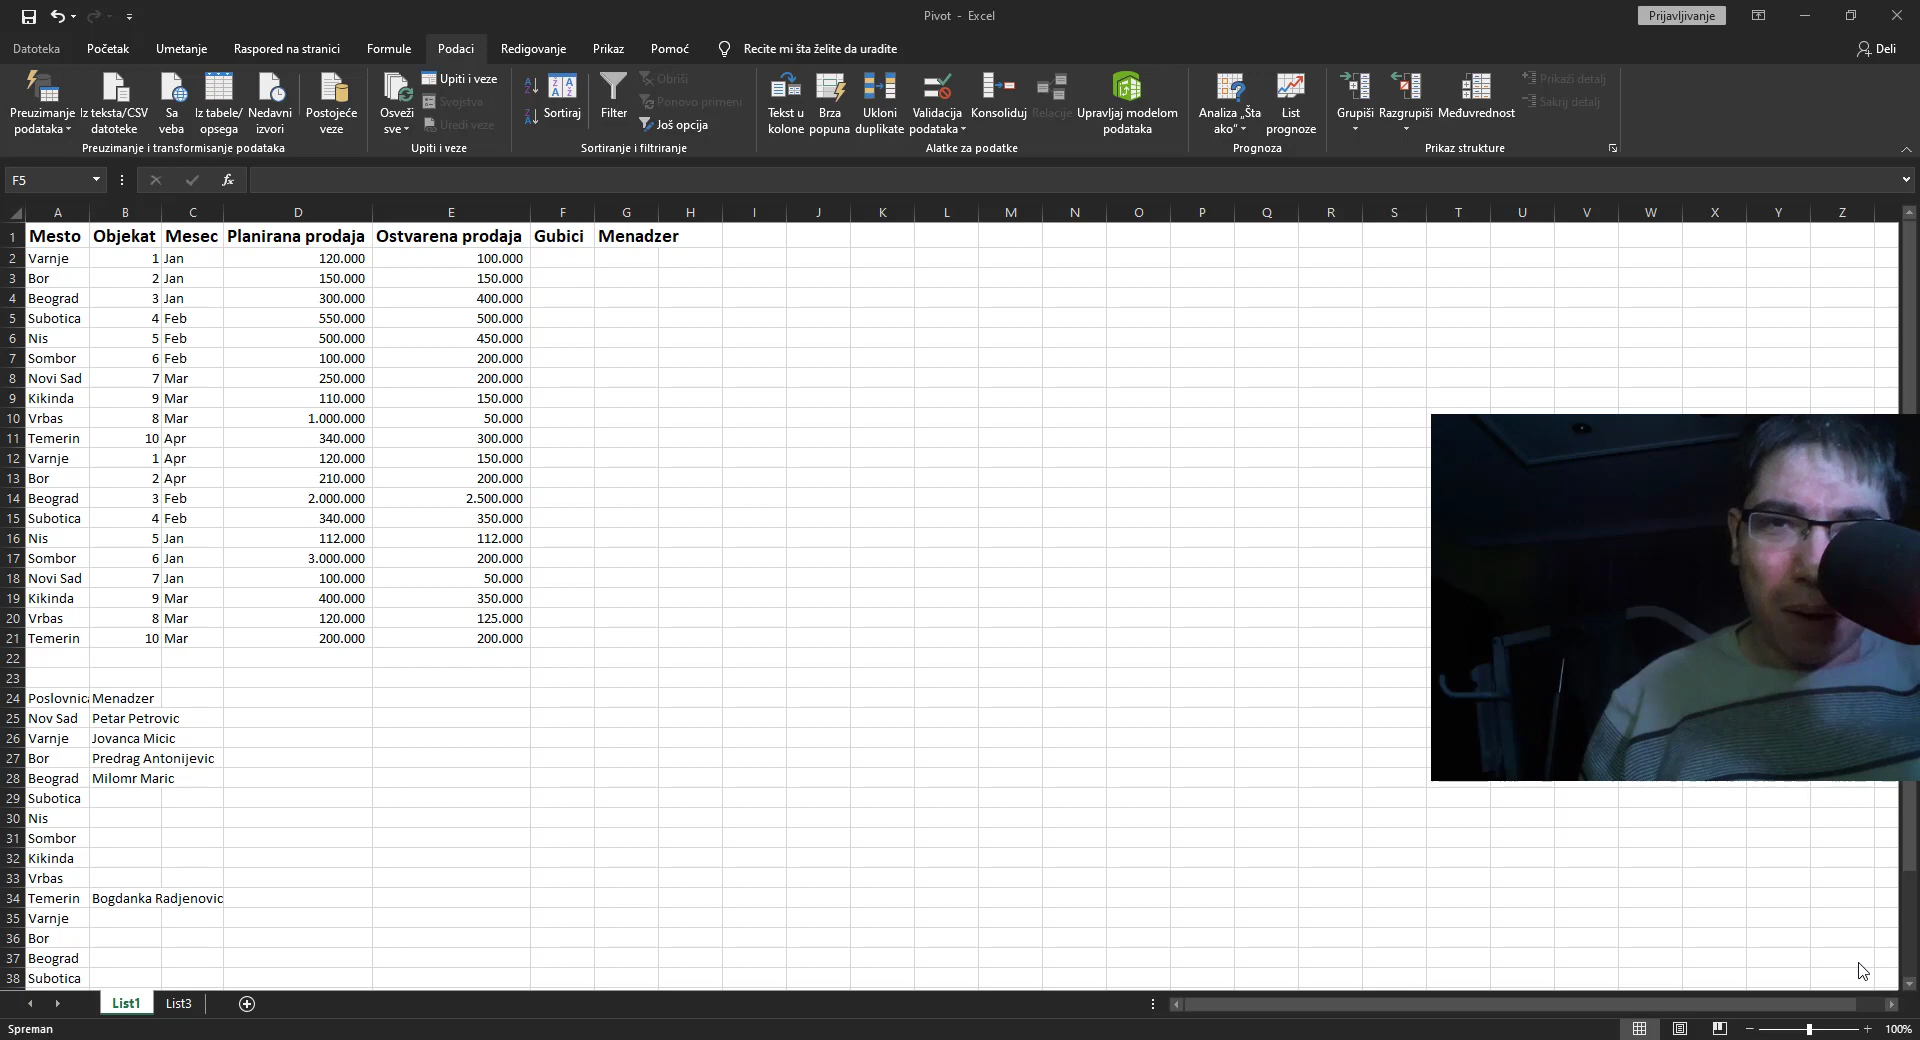 Pivot - Excel
Prijavljivanje
Datoteka Početak Umetanje Raspored na stranici Formule Podaci Redigovanje Prikaz Pomoć Recite mi šta želite da uradite Deli
Preuzimanje podataka
Iz teksta/CSV datoteke
Sa veba
Iz tabele/ opsega
Nedavni izvori
Postojeće veze
Preuzimanje i transformisanje podataka
Osveži sve
Upiti i veze
Svojstva
Uredi veze
Upiti i veze
Sortiraj
Filter
Obriši
Ponovo primeni
Još opcija
Sortiranje i filtriranje
Tekst u kolone
Brza popuna
Ukloni duplikate
Validacija podataka
Konsoliduj
Relacije
Upravljaj modelom podataka
Alatke za podatke
Analiza „Šta ako“
List prognoze
Prognoza
Grupiši
Razgrupiši
Međuvrednost
Prikaži detalj
Sakrij detalj
Prikaz strukture
F5 fx
A B C D E F G H I J K L M N O P Q R S T U V W X Y Z
1 Mesto Objekat Mesec Planirana prodaja Ostvarena prodaja Gubici Menadzer
2 Varnje 1 Jan 120.000 100.000
3 Bor 2 Jan 150.000 150.000
4 Beograd 3 Jan 300.000 400.000
5 Subotica 4 Feb 550.000 500.000
6 Nis 5 Feb 500.000 450.000
7 Sombor 6 Feb 100.000 200.000
8 Novi Sad 7 Mar 250.000 200.000
9 Kikinda 9 Mar 110.000 150.000
10 Vrbas 8 Mar 1.000.000 50.000
11 Temerin 10 Apr 340.000 300.000
12 Varnje 1 Apr 120.000 150.000
13 Bor 2 Apr 210.000 200.000
14 Beograd 3 Feb 2.000.000 2.500.000
15 Subotica 4 Feb 340.000 350.000
16 Nis 5 Jan 112.000 112.000
17 Sombor 6 Jan 3.000.000 200.000
18 Novi Sad 7 Jan 100.000 50.000
19 Kikinda 9 Mar 400.000 350.000
20 Vrbas 8 Mar 120.000 125.000
21 Temerin 10 Mar 200.000 200.000
22
23
24 Poslovnica Menadzer
25 Nov Sad Petar Petrovic
26 Varnje Jovanca Micic
27 Bor Predrag Antonijevic
28 Beograd Milomr Maric
29 Subotica
30 Nis
31 Sombor
32 Kikinda
33 Vrbas
34 Temerin Bogdanka Radjenovic
35 Varnje
36 Bor
37 Beograd
38 Subotica
List1 List3
Spreman
100%